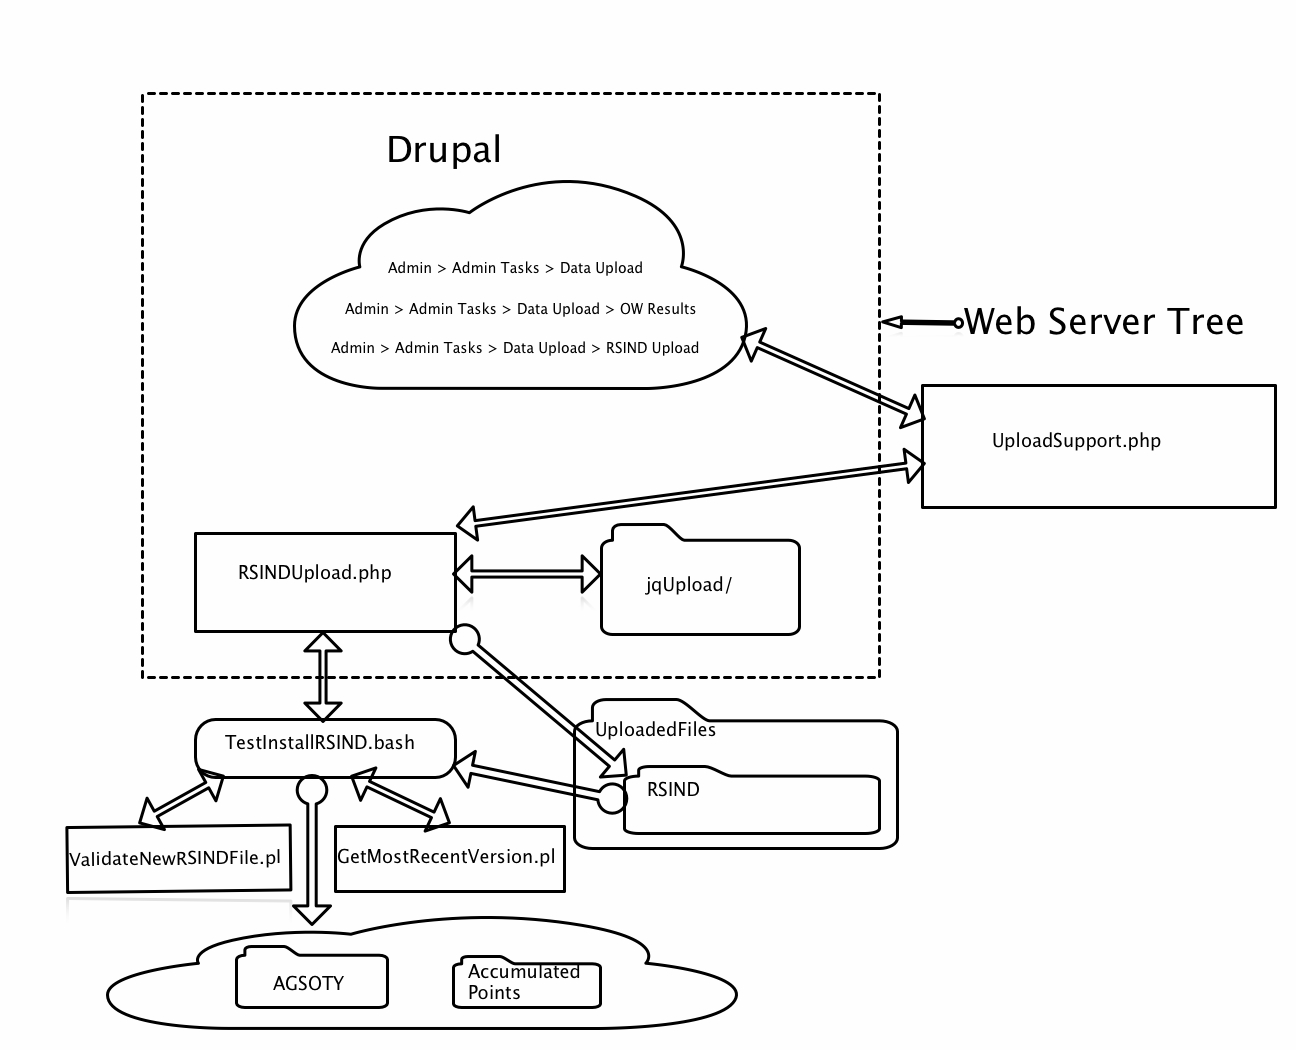 Drupal
Admin > Admin Tasks > Data Upload
Admin > Admin Tasks > Data Upload > OW Results
Admin > Admin Tasks > Data Upload > RSIND Upload
Web Server Tree
UploadSupport.php
RSINDUpload.php
jqUpload/
TestInstallRSIND.bash
UploadedFiles
RSIND
ValidateNewRSINDFile.pl
GetMostRecentVersion.pl
AGSOTY
Accumulated
Points